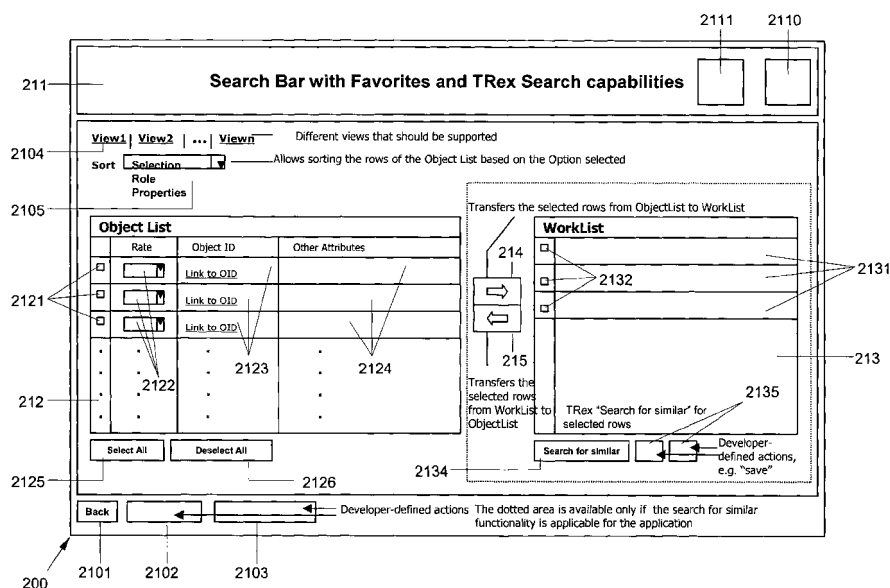 2111
2110
211
Search Bar with Favorites and TRex Search capabilities
View1 | View2 | ••• | Viewn
Different views that should be supported
2104
Sort
Selection
Allows sorting the rows of the Object List based on the Option selected
Role
Properties
2105
Transfers the selected rows from ObjectList to WorkList
Object List
WorkList
Rate
Object ID
Other Attributes
214
Link to OID
2121
2132
2131
Link to OID
Link to OID
215
2122
2123
2124
213
212
Transfers the
selected rows
from WorkList to
ObjectList
2135
TRex "Search for similar" for
selected rows
Select All
Deselect All
Search for similar
Developer-
defined actions,
e.g. "save"
2134
2125
2126
Back
Developer-defined actions
The dotted area is available only if the search for similar
functionality is applicable for the application
200
2101
2102
2103